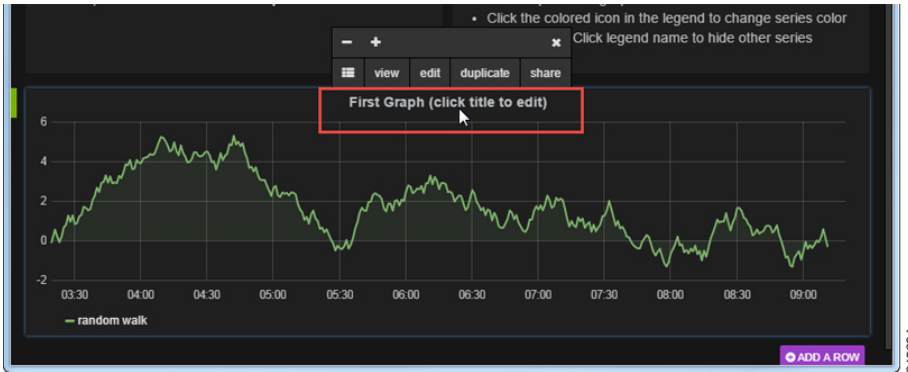 • Click the colored icon in the legend to change series color
Click legend name to hide other series
view edit duplicate share
First Graph (click title to edit)
6
4
2
0
-2
03:30 04:00 04:30 05:00 05:30 06:00 06:30 07:00 07:30 08:00 08:30 09:00
random walk
ADD A ROW